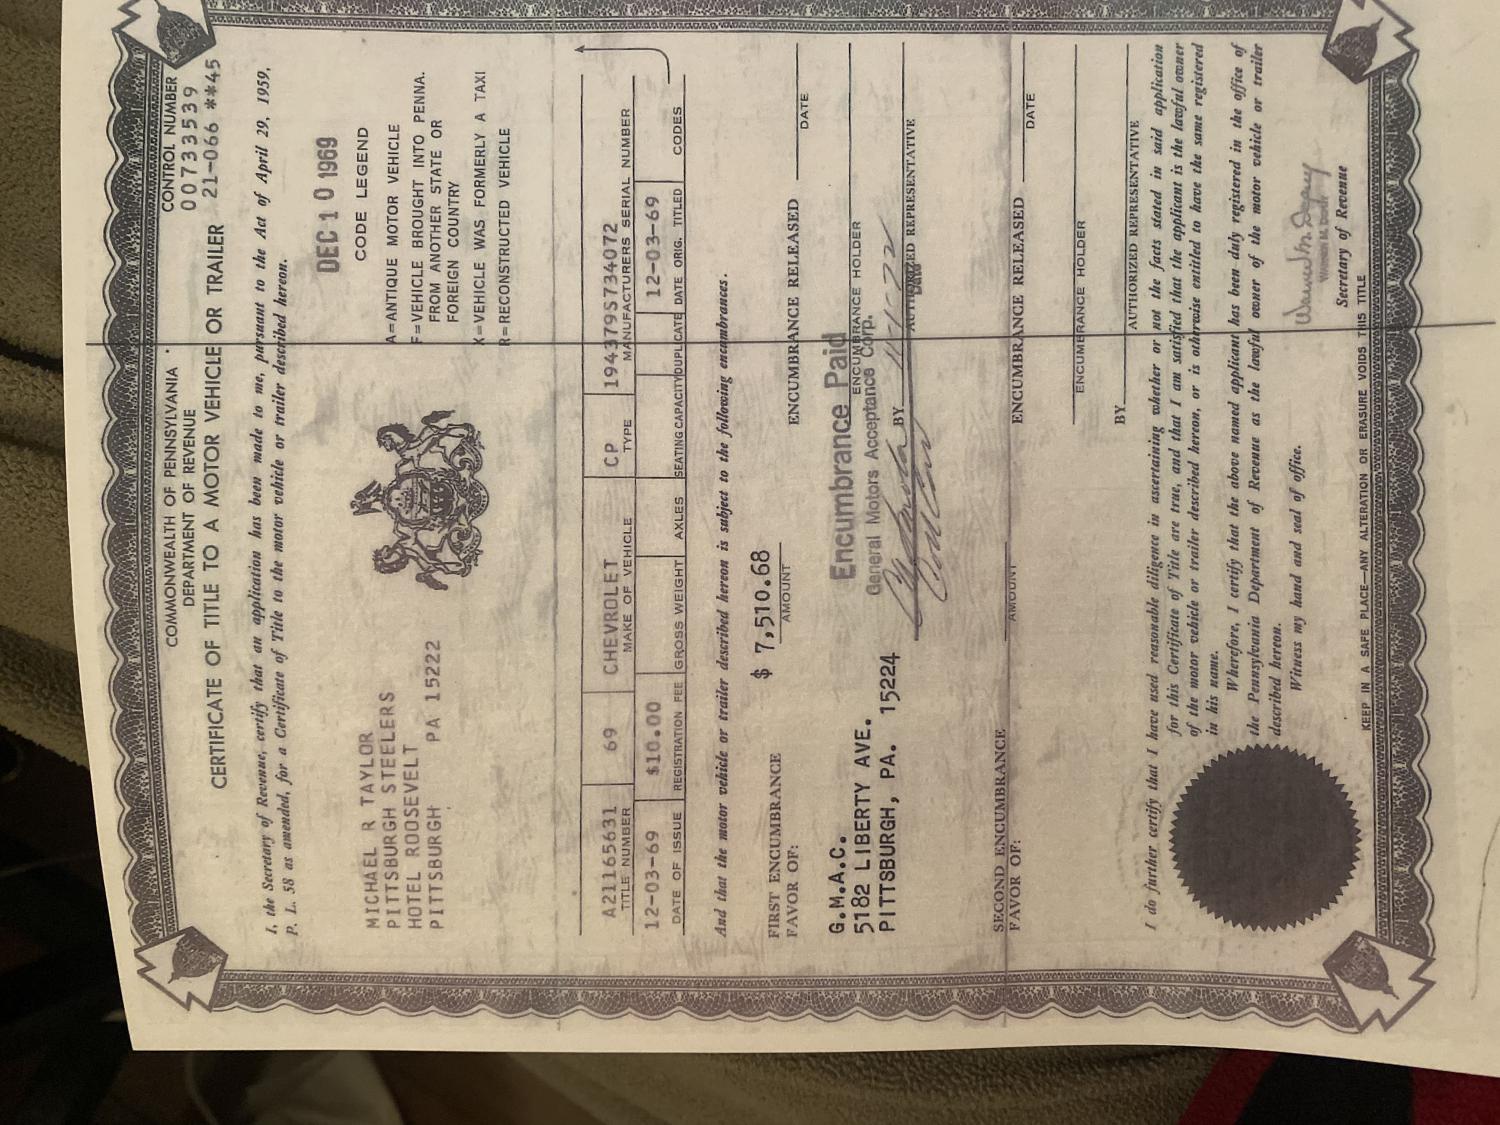 COMMONWEALTH OF PENNSYLVANIA
DEPARTMENT OF REVENUE
CERTIFICATE OF TITLE TO A MOTOR VEHICLE OR TRAILER
CONTROL NUMBER
00733539
21-066 **45
I, the Secretary of Revenue, certify that an application has been made to me, pursuant to the Act of April 29, 1959,
P. L. 58 as amended, for a Certificate of Title to the motor vehicle or trailer described hereon.
DEC 10 1969
CODE LEGEND
A=ANTIQUE MOTOR VEHICLE
F=VEHICLE BROUGHT INTO PENNA.
FROM ANOTHER STATE OR
FOREIGN COUNTRY
X=VEHICLE WAS FORMERLY A TAXI
R=RECONSTRUCTED VEHICLE
MICHAEL R TAYLOR
PITTSBURGH STEELERS
HOTEL ROOSEVELT
PITTSBURGH PA 15222
A21165631 69 CHEVROLET CP 194379S734072
TITLE NUMBER MAKE OF VEHICLE TYPE MANUFACTURERS SERIAL NUMBER
12-03-69 $10.00 12-03-69
DATE OF ISSUE REGISTRATION FEE GROSS WEIGHT AXLES SEATING CAPACITY DUPLICATE DATE ORIG. TITLED CODES
And that the motor vehicle or trailer described hereon is subject to the following encumbrances.
FIRST ENCUMBRANCE
FAVOR OF:
$ 7,510.68
AMOUNT
ENCUMBRANCE RELEASED
DATE
G.M.A.C.
5182 LIBERTY AVE.
PITTSBURGH, PA. 15224
Encumbrance Paid
ENCUMBRANCE HOLDER
General Motors Acceptance Corp.
BY 11-1-72
AUTHORIZED REPRESENTATIVE
Date
SECOND ENCUMBRANCE
FAVOR OF:
AMOUNT
ENCUMBRANCE RELEASED
DATE
ENCUMBRANCE HOLDER
BY
AUTHORIZED REPRESENTATIVE
I do further certify that I have used reasonable diligence in ascertaining whether or not the facts stated in said application
for this Certificate of Title are true, and that I am satisfied that the applicant is the lawful owner
of the motor vehicle or trailer described hereon, or is otherwise entitled to have the same registered
in his name.
Wherefore, I certify that the above named applicant has been duly registered in the office of
the Pennsylvania Department of Revenue as the lawful owner of the motor vehicle or trailer
described hereon.
Witness my hand and seal of office.
Secretary of Revenue
KEEP IN A SAFE PLACE—ANY ALTERATION OR ERASURE VOIDS THIS TITLE